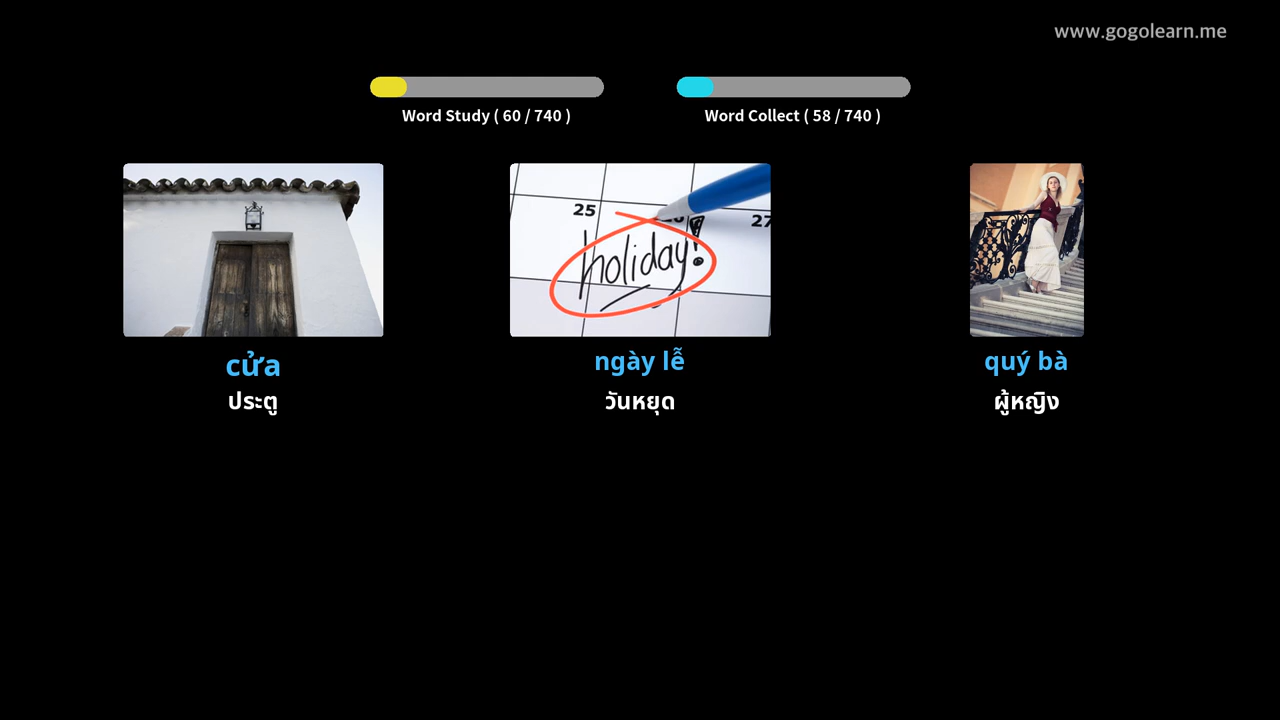 www.gogolearn.me
Word Study ( 60 / 740 )
Word Collect ( 58 / 740 )
25
27
holiday!
cửa
ngày lễ
quý bà
ประตู
วันหยุด
ผู้หญิง